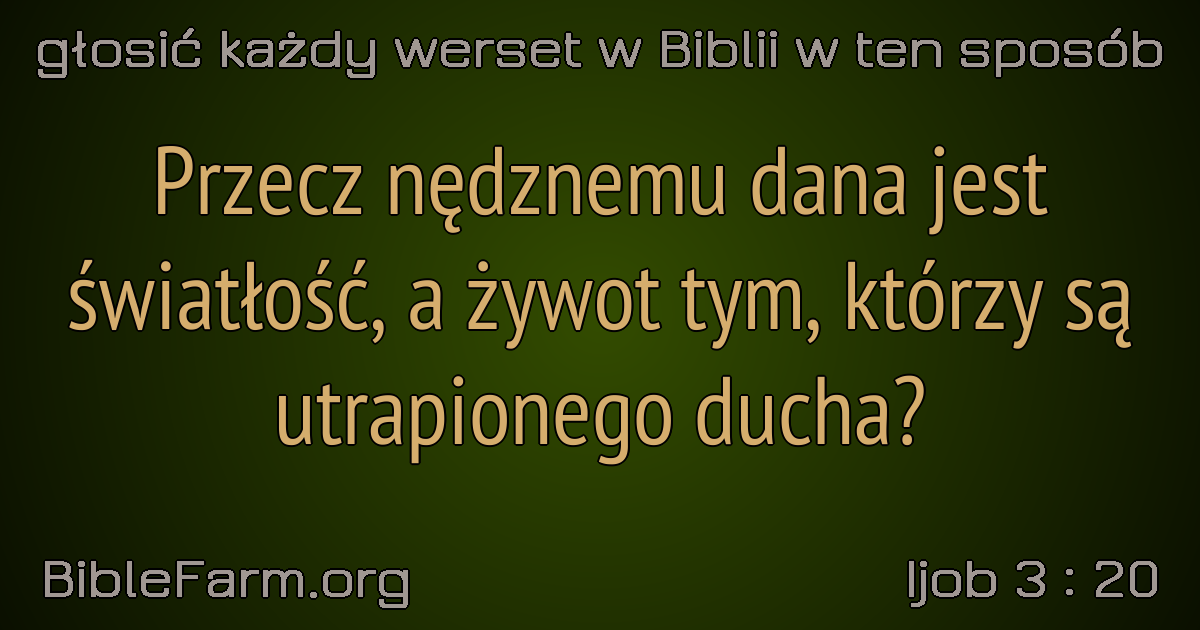 głosić każdy werset w Biblii w ten sposób
Przecz nędznemu dana jest
światłość, a żywot tym, którzy są
utrapionego ducha?
BibleFarm.org
Ijob 3 : 20